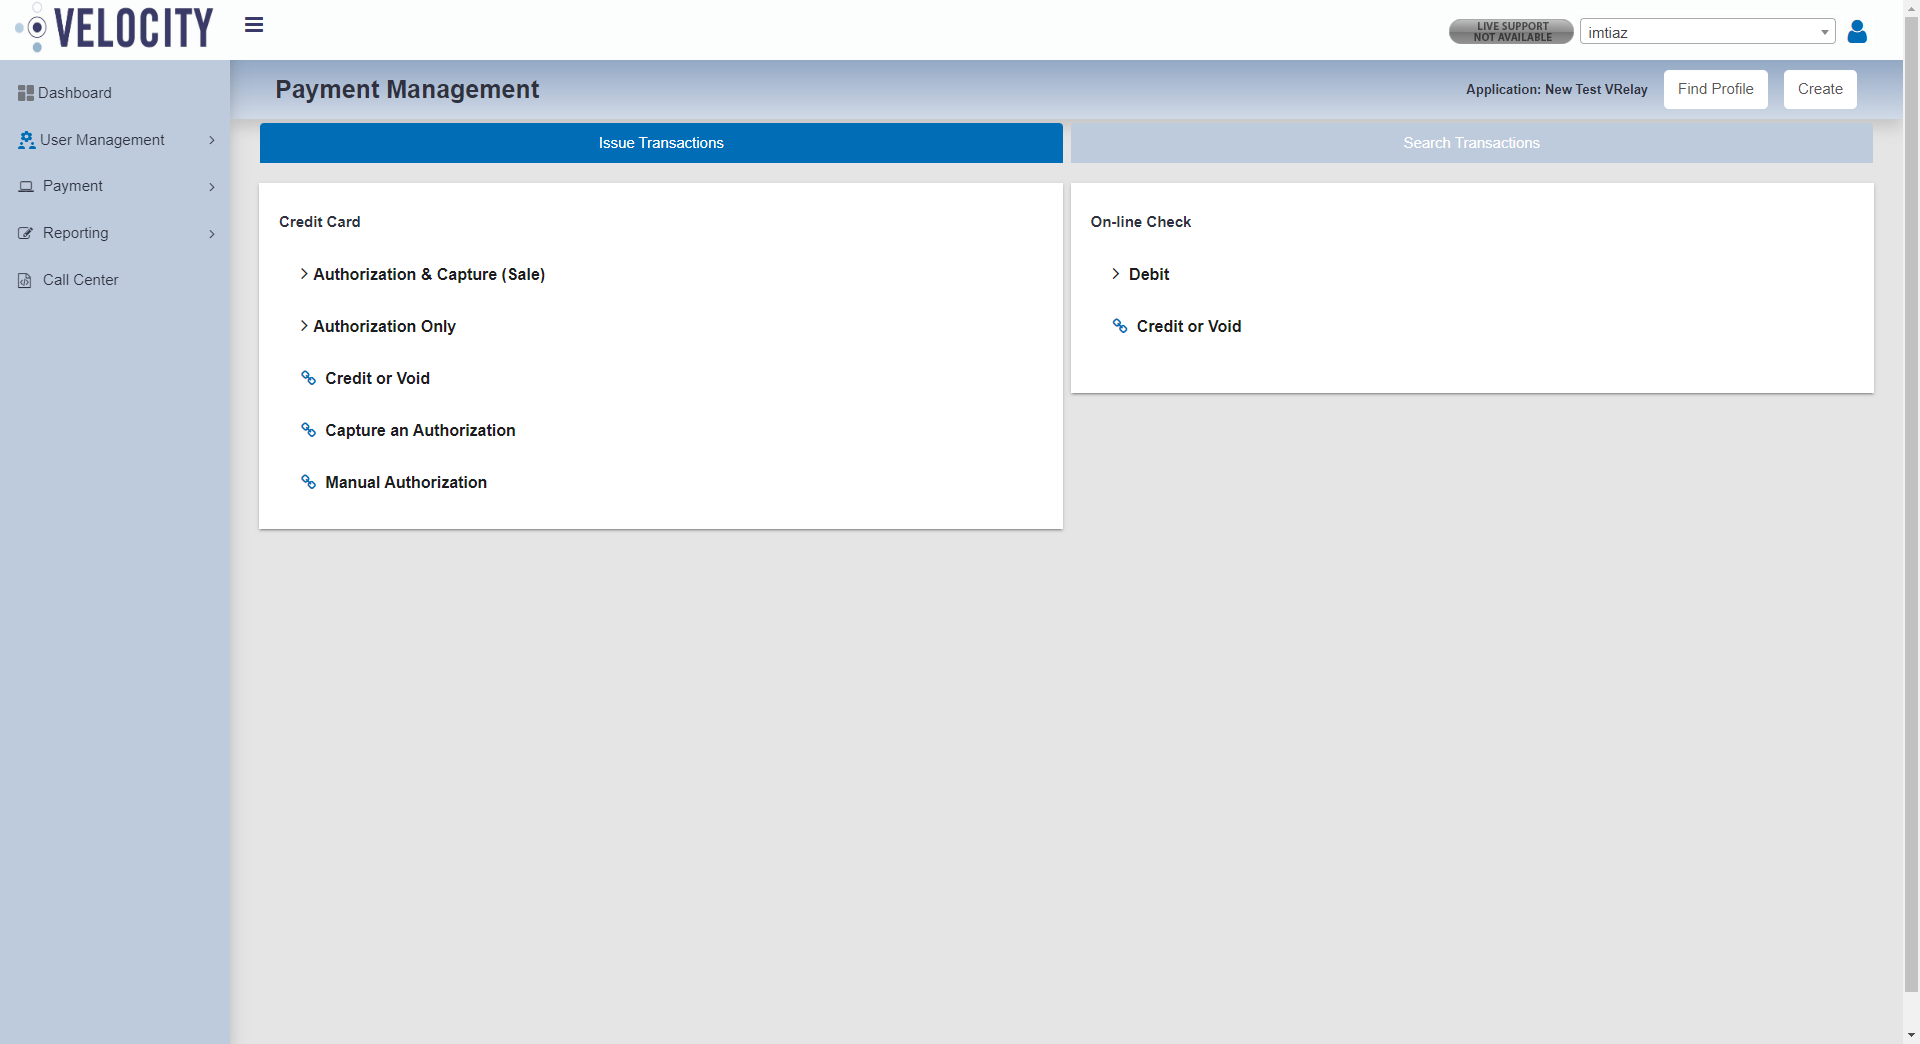 VELOCITY
LIVE SUPPORT
NOT AVAILABLE
imtiaz
Dashboard
User Management
Payment
Reporting
Call Center
Payment Management
Application: New Test VRelay
Find Profile
Create
Issue Transactions
Search Transactions
Credit Card
Authorization & Capture (Sale)
Authorization Only
Credit or Void
Capture an Authorization
Manual Authorization
On-line Check
Debit
Credit or Void